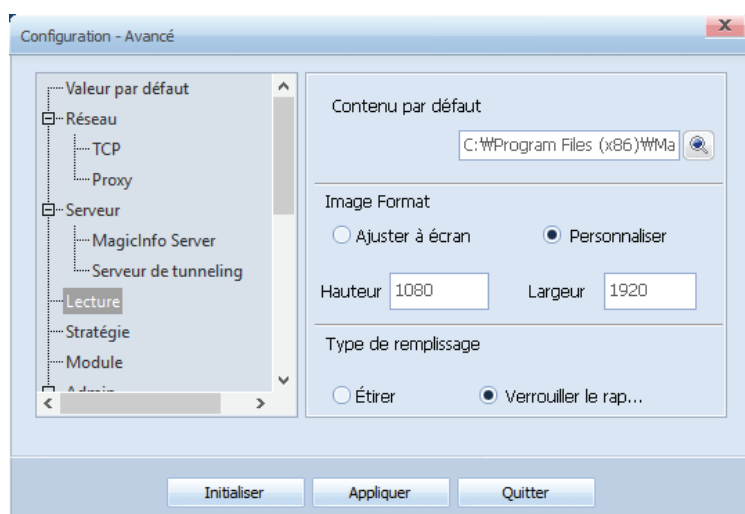 Configuration - Avancé
Valeur par défaut
Réseau
TCP
Proxy
Serveur
MagicInfo Server
Serveur de tunneling
Lecture
Stratégie
Module
Admin
Contenu par défaut
C:₩Program Files (x86)₩Ma
Image Format
Ajuster à écran
Personnaliser
Hauteur 1080 Largeur 1920
Type de remplissage
Étirer
Verrouiller le rap...
Initialiser Appliquer Quitter